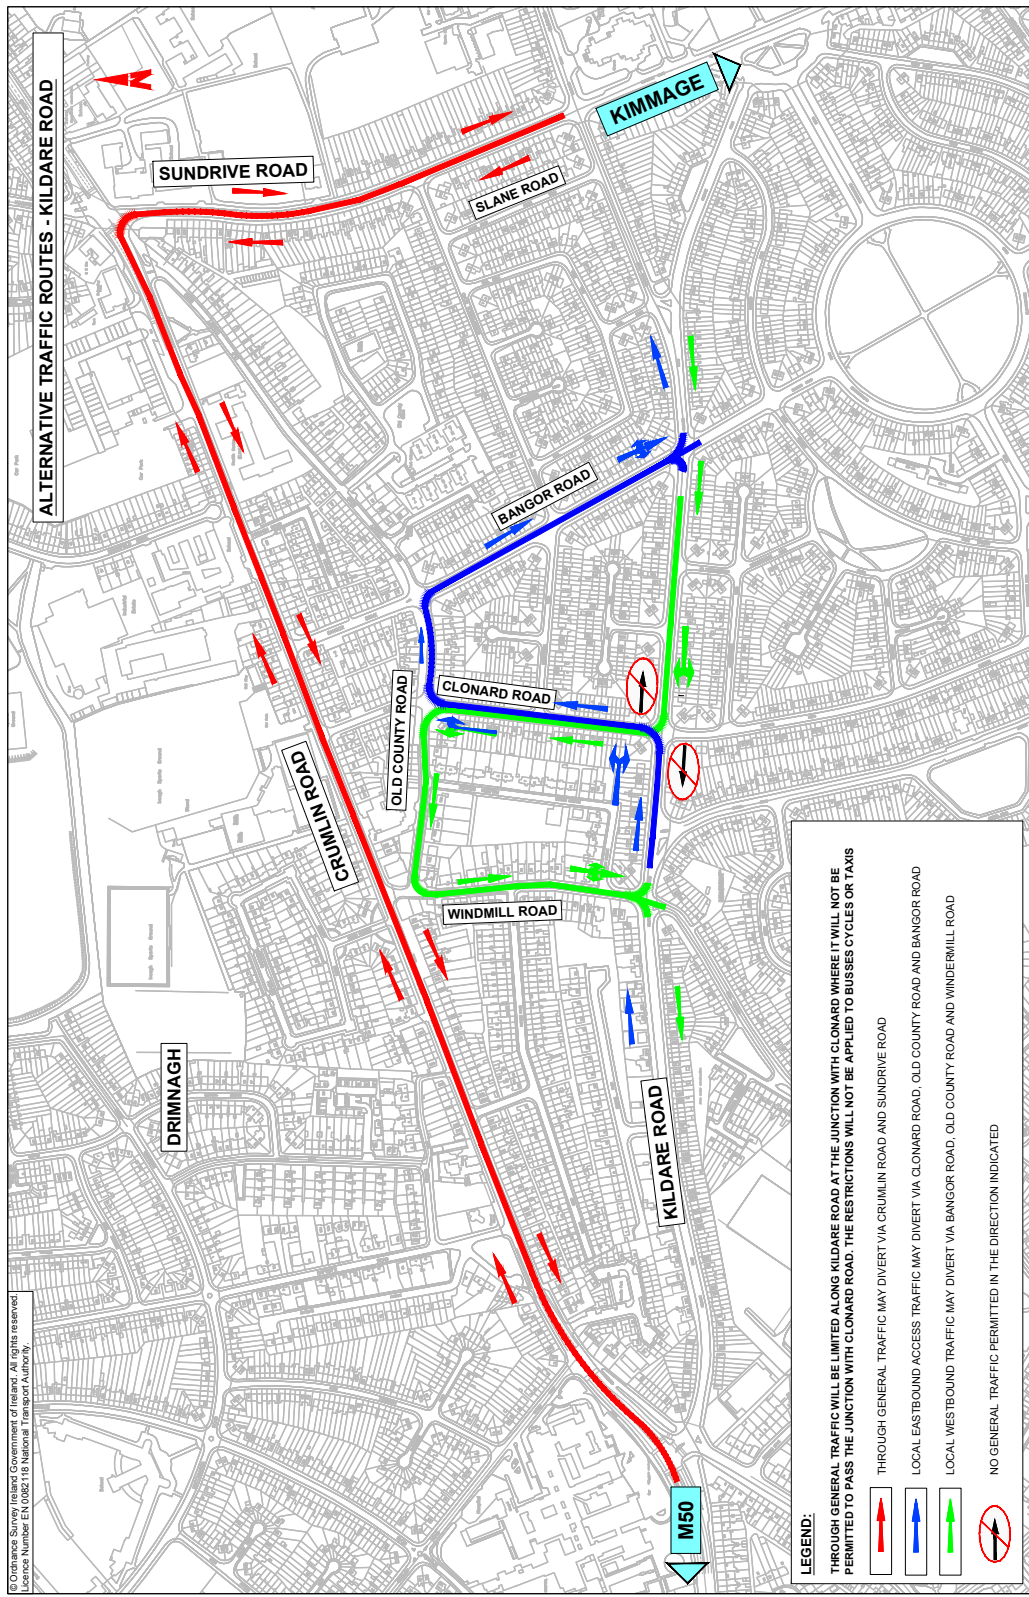 © Ordnance Survey Ireland Government of Ireland. All rights reserved.
Licence Number EN 0082118 National Transport Authority.
ALTERNATIVE TRAFFIC ROUTES - KILDARE ROAD
N
DRIMNAGH
SUNDRIVE ROAD
CRUMLIN ROAD
OLD COUNTY ROAD
CLONARD ROAD
BANGOR ROAD
SLANE ROAD
KIMMAGE
WINDMILL ROAD
KILDARE ROAD
M50
LEGEND:
THROUGH GENERAL TRAFFIC WILL BE LIMITED ALONG KILDARE ROAD AT THE JUNCTION WITH CLONARD WHERE IT WILL NOT BE
PERMITTED TO PASS THE JUNCTION WITH CLONARD ROAD. THE RESTRICTIONS WILL NOT BE APPLIED TO BUSSES CYCLES OR TAXIS
THROUGH GENERAL TRAFFIC MAY DIVERT VIA CRUMLIN ROAD AND SUNDRIVE ROAD
LOCAL EASTBOUND ACCESS TRAFFIC MAY DIVERT VIA CLONARD ROAD, OLD COUNTY ROAD AND BANGOR ROAD
LOCAL WESTBOUND TRAFFIC MAY DIVERT VIA BANGOR ROAD, OLD COUNTY ROAD AND WINDERMILL ROAD
NO GENERAL TRAFFIC PERMITTED IN THE DIRECTION INDICATED